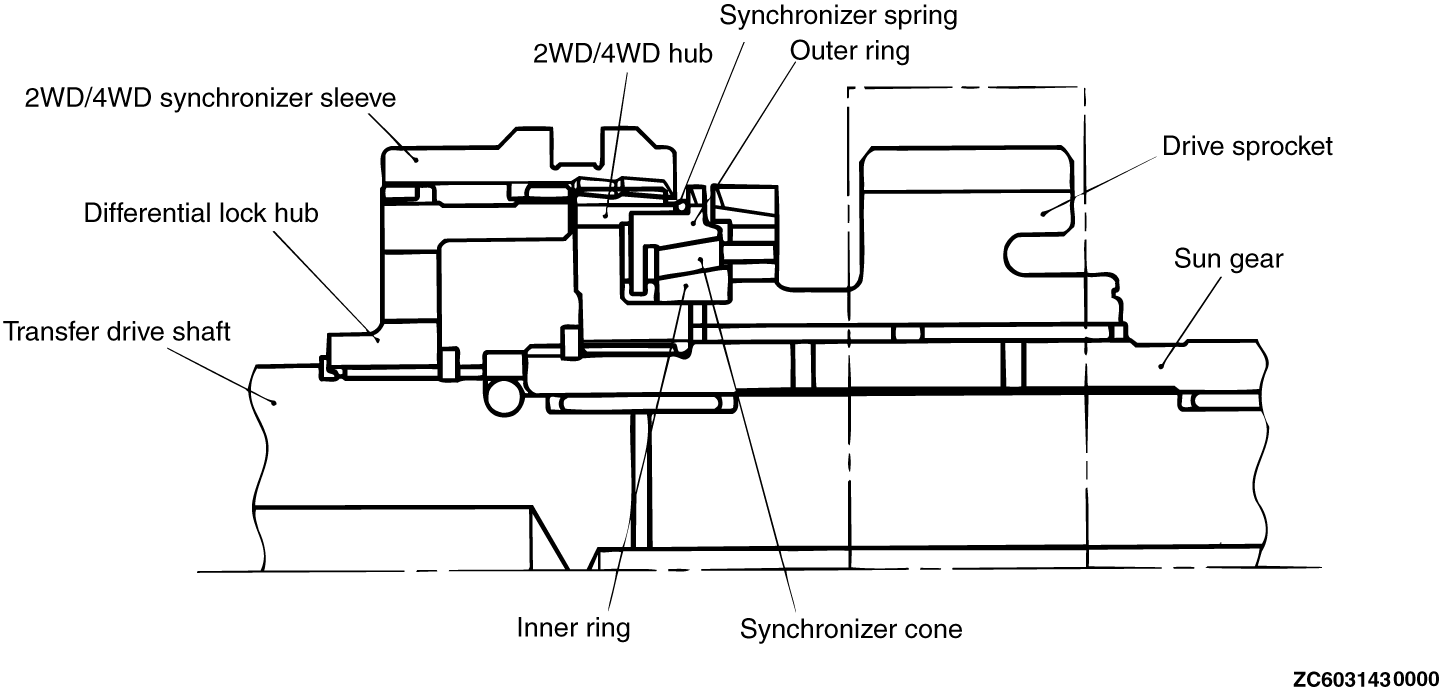 Synchronizer spring
2WD/4WD hub
Outer ring
2WD/4WD synchronizer sleeve
Drive sprocket
Differential lock hub
Sun gear
Transfer drive shaft
Inner ring
Synchronizer cone
ZC6031430000